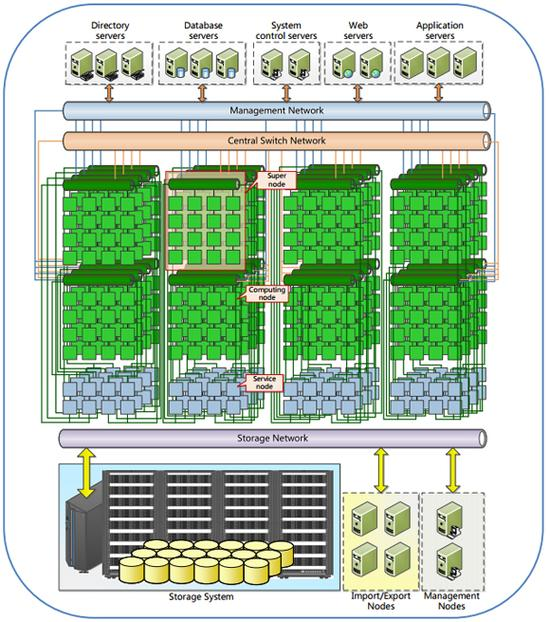 Directory
servers
Database
servers
System
control servers
Web
servers
Application
servers
Management Network
Central Switch Network
Super
node
Computing
node
Service
node
Storage Network
Storage System
Import/Export
Nodes
Management
Nodes